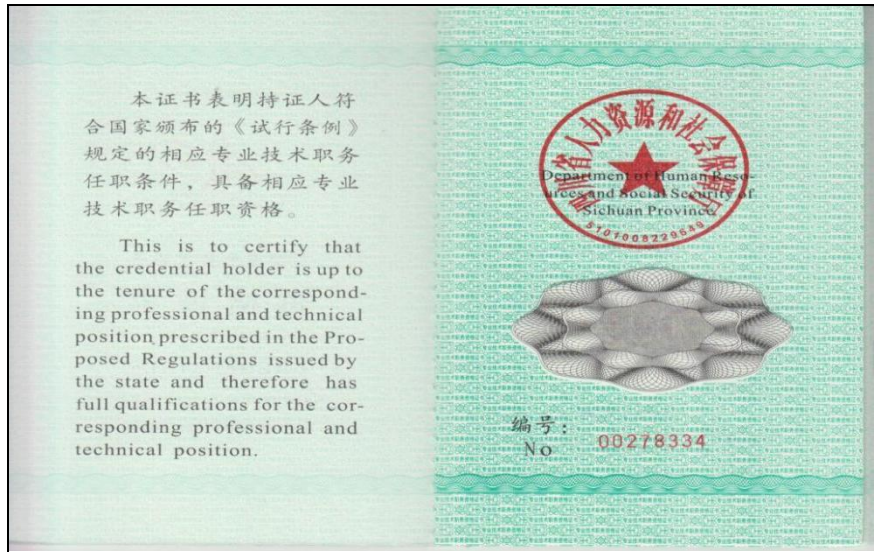 本证书表明持证人符
合国家颁布的《试行条例》
规定的相应专业技术职务
任职条件，具备相应专业
技术职务任职资格。
This is to certify that
the credential holder is up to
the tenure of the correspond-
ing professional and technical
position prescribed in the Pro-
posed Regulations issued by
the state and therefore has
full qualifications for the cor-
responding professional and
technical position.
四川省人力资源和社会保障厅
Department of Human Reso-
urces and Social Security of
Sichuan Province
5101008229649
编号：
No 00278334